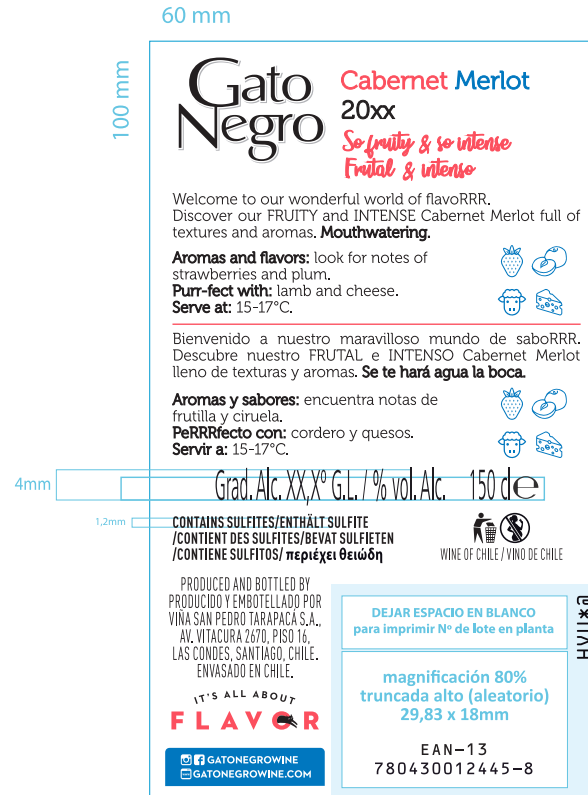 60 mm
100 mm
Gato
Negro
Cabernet Merlot
20xx
So fruity & so intense
Frutal & intenso
Welcome to our wonderful world of flavoRRR.
Discover our FRUITY and INTENSE Cabernet Merlot full of
textures and aromas. Mouthwatering.
Aromas and flavors: look for notes of
strawberries and plum.
Purr-fect with: lamb and cheese.
Serve at: 15-17°C.
Bienvenido a nuestro maravilloso mundo de saboRRR.
Descubre nuestro FRUTAL e INTENSO Cabernet Merlot
lleno de texturas y aromas. Se te hará agua la boca.
Aromas y sabores: encuentra notas de
frutilla y ciruela.
PeRRRfecto con: cordero y quesos.
Servir a: 15-17°C.
4mm
Grad. Alc. XX,X° G.L. / % vol. Alc. 150 cl℮
1,2mm
CONTAINS SULFITES/ENTHÄLT SULFITE
/CONTIENT DES SULFITES/BEVAT SULFIETEN
/CONTIENE SULFITOS/ περιέχει θειώδη
WINE OF CHILE / VINO DE CHILE
PRODUCED AND BOTTLED BY
PRODUCIDO Y EMBOTELLADO POR
VIÑA SAN PEDRO TARAPACÁ S.A.,
AV. VITACURA 2670, PISO 16,
LAS CONDES, SANTIAGO, CHILE.
ENVASADO EN CHILE.
IT'S ALL ABOUT
FLAVOR
GATONEGROWINE
GATONEGROWINE.COM
DEJAR ESPACIO EN BLANCO
para imprimir Nº de lote en planta
magnificación 80%
truncada alto (aleatorio)
29,83 x 18mm
EAN-13
780430012445-8